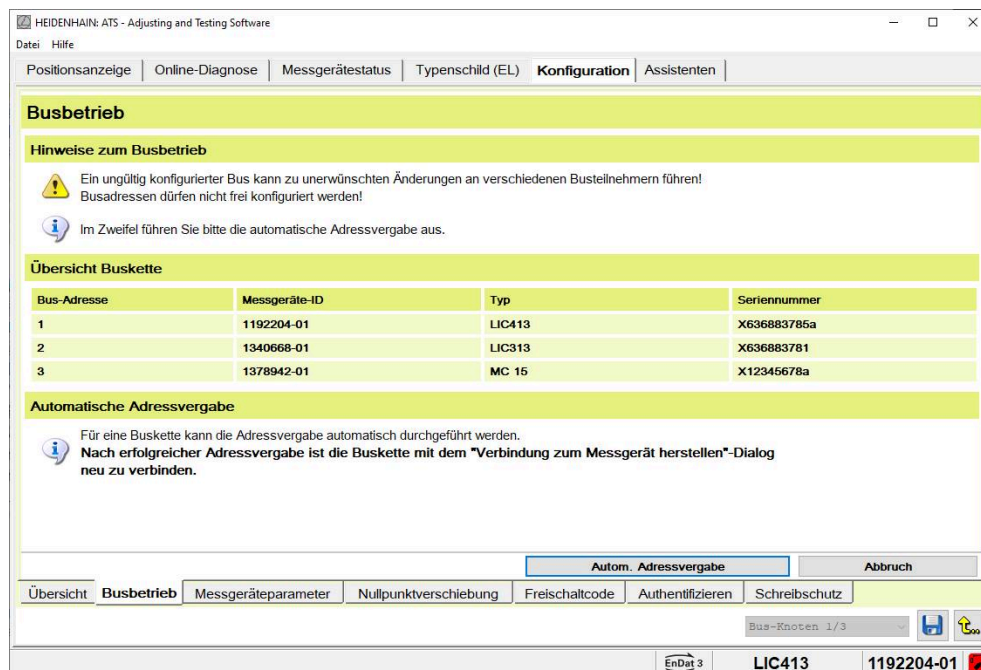 HEIDENHAIN: ATS - Adjusting and Testing Software
Datei Hilfe
Positionsanzeige Online-Diagnose Messgerätestatus Typenschild (EL) Konfiguration Assistenten
Busbetrieb
Hinweise zum Busbetrieb
Ein ungültig konfigurierter Bus kann zu unerwünschten Änderungen an verschiedenen Busteilnehmern führen!
Busadressen dürfen nicht frei konfiguriert werden!
Im Zweifel führen Sie bitte die automatische Adressvergabe aus.
Übersicht Buskette
Bus-Adresse Messgeräte-ID Typ Seriennummer
1 1192204-01 LIC413 X636883785a
2 1340668-01 LIC313 X636883781
3 1378942-01 MC 15 X12345678a
Automatische Adressvergabe
Für eine Buskette kann die Adressvergabe automatisch durchgeführt werden.
Nach erfolgreicher Adressvergabe ist die Buskette mit dem "Verbindung zum Messgerät herstellen"-Dialog
neu zu verbinden.
Autom. Adressvergabe Abbruch
Übersicht Busbetrieb Messgeräteparameter Nullpunktverschiebung Freischaltcode Authentifizieren Schreibschutz
Bus-Knoten 1/3
EnDat 3 LIC413 1192204-01